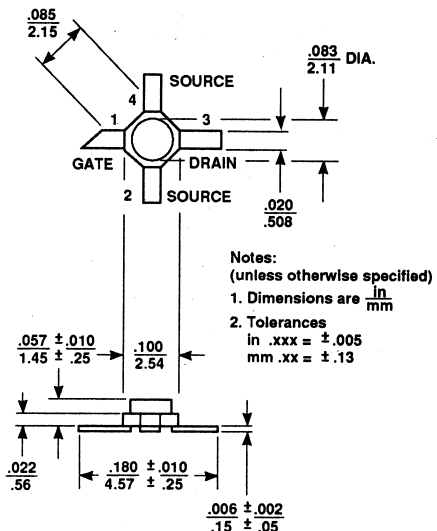 .085
2.15
SOURCE
4
.083
2.11 DIA.
1
3
GATE
DRAIN
2
SOURCE
.020
.508
Notes:
(unless otherwise specified)
1. Dimensions are in
mm
2. Tolerances
in .xxx = ±.005
mm .xx = ±.13
.057 ±.010
1.45 ±.25
.100
2.54
.022
.56
.180 ±.010
4.57 ±.25
.006 ±.002
.15 ±.05